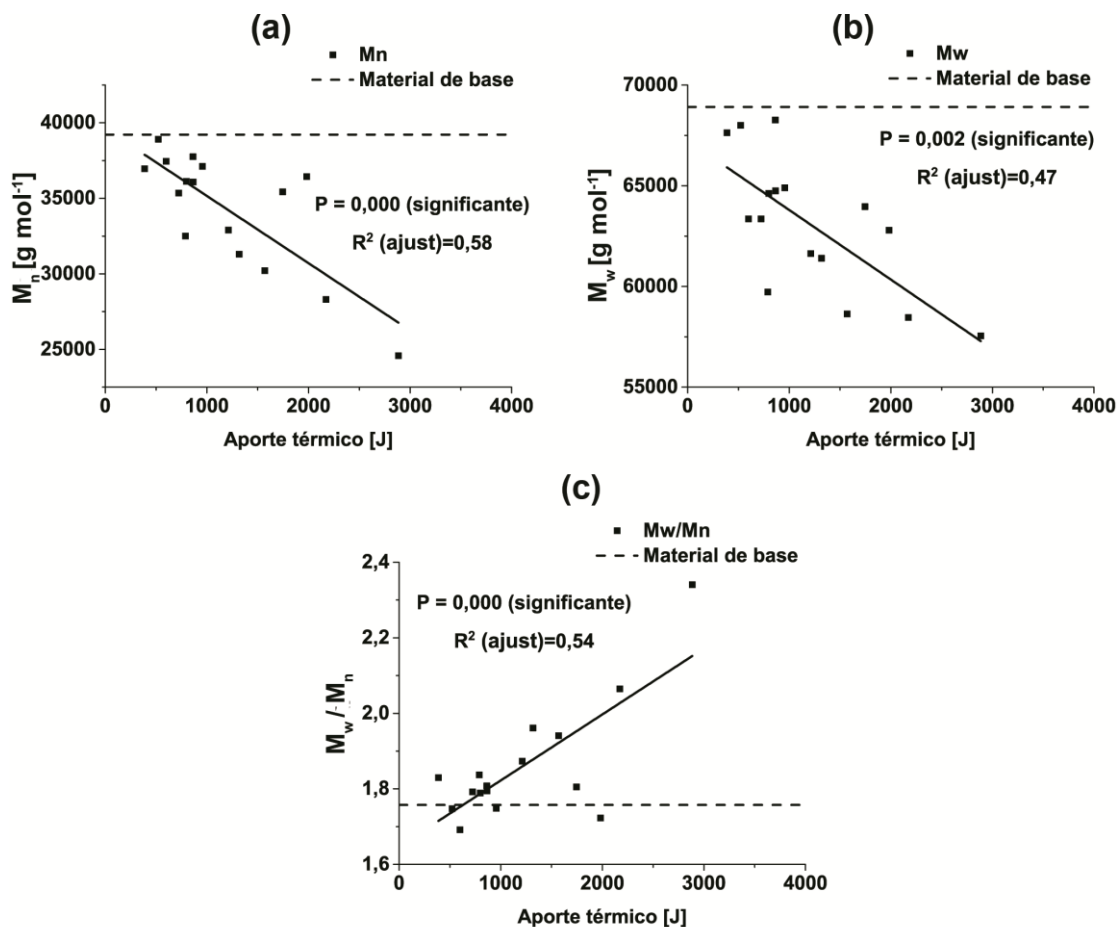 (a)
Mn
Material de base
40000
35000
30000
25000
Mn [g mol-1]
P = 0,000 (significante)
R2 (ajust)=0,58
0 1000 2000 3000 4000
Aporte térmico [J]
(b)
Mw
Material de base
70000
65000
60000
55000
Mw [g mol-1]
P = 0,002 (significante)
R2 (ajust)=0,47
0 1000 2000 3000 4000
Aporte térmico [J]
(c)
Mw/Mn
Material de base
2,4
2,2
2,0
1,8
1,6
Mw/Mn
P = 0,000 (significante)
R2 (ajust)=0,54
0 1000 2000 3000 4000
Aporte térmico [J]